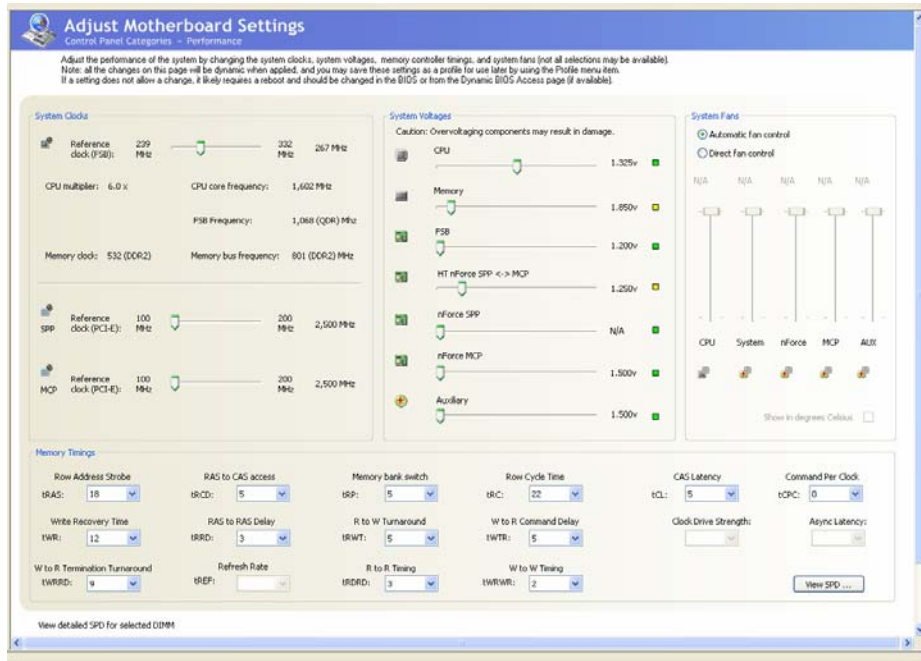 Adjust Motherboard Settings
Control Panel Categories - Performance
Adjust the performance of the system by changing the system clocks, system voltages, memory controller timings, and system fans (not all selections may be available).
Note: all the changes on this page will be dynamic when applied, and you may save these settings as a profile for use later by using the Profile menu item.
If a setting does not allow a change, it likely requires a reboot and should be changed in the BIOS or from the Dynamic BIOS Access page (if available).
System Clocks
Reference clock (FSB): 239 MHz 332 MHz 267 MHz
CPU multiplier: 6.0 x CPU core frequency: 1,602 MHz
FSB Frequency: 1,068 (QDR) Mhz
Memory clock: 532 (DDR2) Memory bus frequency: 801 (DDR2) MHz
SPP Reference clock (PCI-E): 100 MHz 200 MHz 2,500 MHz
MCP Reference clock (PCI-E): 100 MHz 200 MHz 2,500 MHz
System Voltages
Caution: Overvoltaging components may result in damage.
CPU
1.325v
Memory
1.850v
FSB
1.200v
HT nForce SPP <-> MCP
1.250v
nForce SPP
N/A
nForce MCP
1.500v
Auxiliary
1.500v
System Fans
Automatic fan control
Direct fan control
N/A N/A N/A N/A N/A
CPU System nForce MCP AUX
Show in degrees Celsius
Memory Timings
Row Address Strobe RAS to CAS access Memory bank switch Row Cycle Time CAS Latency Command Per Clock
tRAS: 18 tRCD: 5 tRP: 5 tRC: 22 tCL: 5 tCPC: 0
Write Recovery Time RAS to RAS Delay R to W Turnaround W to R Command Delay Clock Drive Strength: Async Latency:
tWR: 12 tRRD: 3 tRWT: 5 tWTR: 5
W to R Termination Turnaround Refresh Rate R to R Timing W to W Timing
tWRRD: 9 tREF: tRDRD: 3 tWRWR: 2 View SPD ...
View detailed SPD for selected DIMM